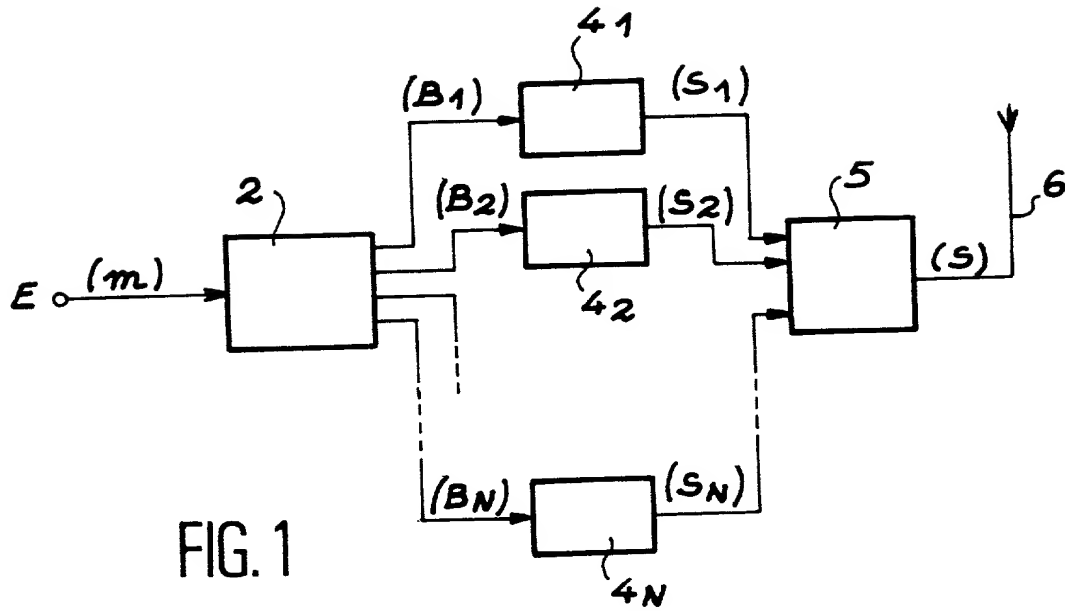 41
(B1)
(S1)
2
(B2)
(S2)
5
6
E
(m)
42
(S)
(BN)
(SN)
4N
FIG. 1